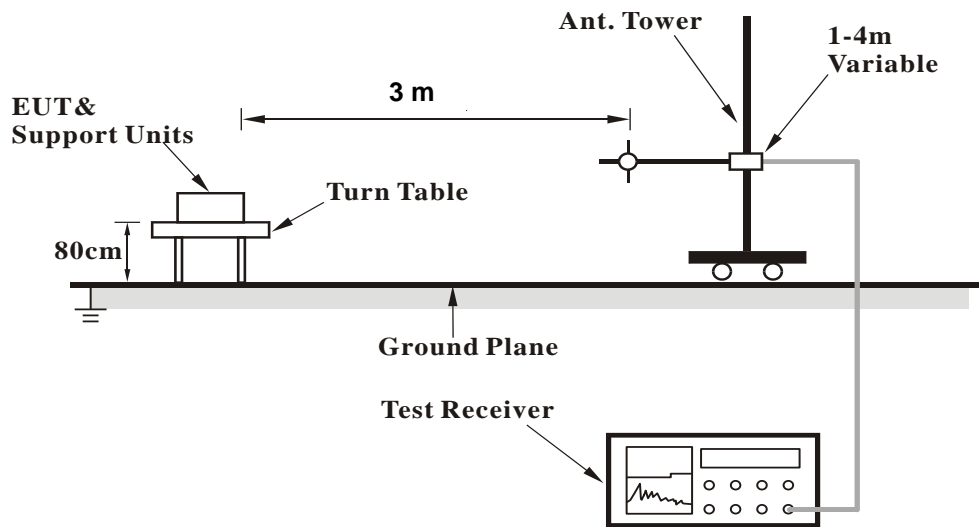 Ant. Tower
1-4m
Variable
3 m
EUT&
Support Units
Turn Table
80cm
Ground Plane
Test Receiver